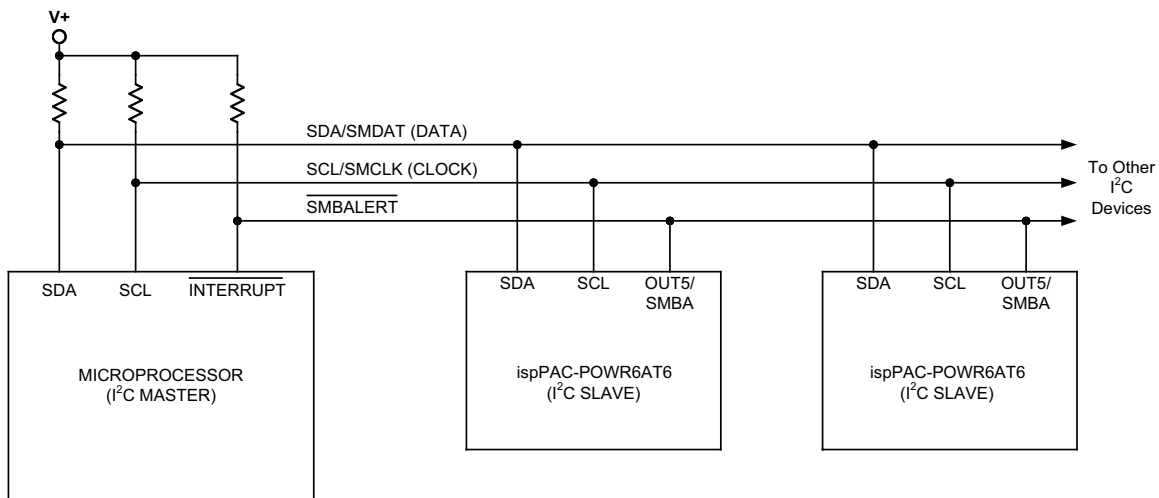 V+
SDA/SMDAT (DATA)
SCL/SMCLK (CLOCK)
SMBALERT
To Other
I²C
Devices
SDA SCL INTERRUPT
MICROPROCESSOR
(I²C MASTER)
SDA SCL OUT5/
SMBA
ispPAC-POWR6AT6
(I²C SLAVE)
SDA SCL OUT5/
SMBA
ispPAC-POWR6AT6
(I²C SLAVE)